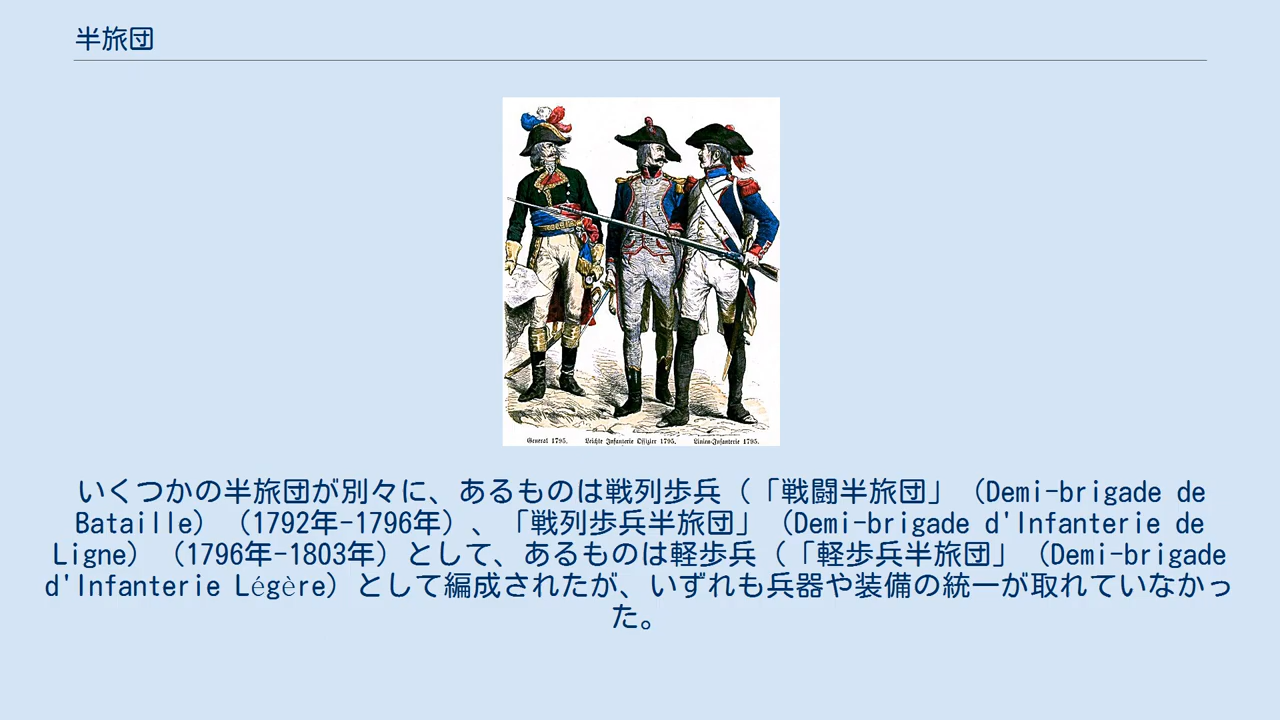 半旅団
General 1795. Leichte Infanterie Offizier 1795. Linien-Infanterie 1795.
いくつかの半旅団が別々に、あるものは戦列歩兵（「戦闘半旅団」（Demi-brigade de
Bataille）（1792年-1796年）、「戦列歩兵半旅団」（Demi-brigade d'Infanterie de
Ligne）（1796年-1803年）として、あるものは軽歩兵（「軽歩兵半旅団」（Demi-brigade
d'Infanterie Légère）として編成されたが、いずれも兵器や装備の統一が取れていなかっ
た。